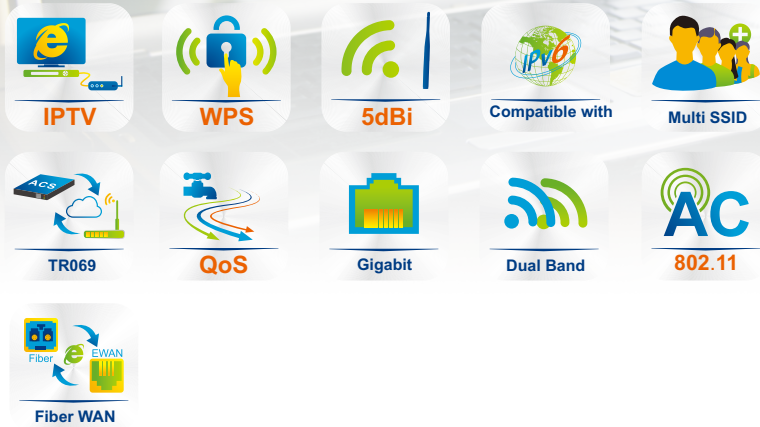 IPTV
WPS
5dBi
IPv6
Compatible with
Multi SSID
ACS
TR069
QoS
Gigabit
Dual Band
AC
802.11
Fiber
EWAN
Fiber WAN